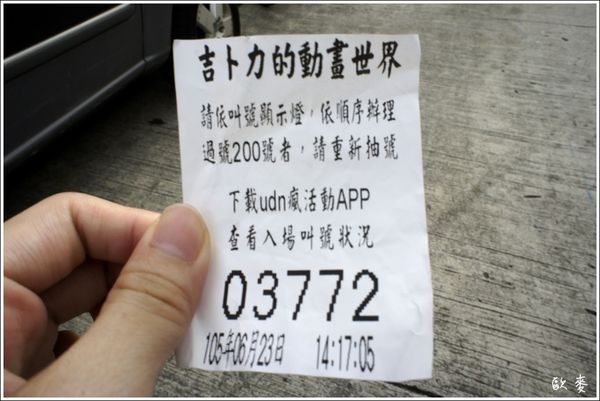 吉卜力的動畫世界
請依叫號顯示燈，依順序辦理
過號200號者，請重新抽號
下載udn瘋活動APP
查看入場叫號狀況
03772
105年06月23日 14:17:05
歐麥